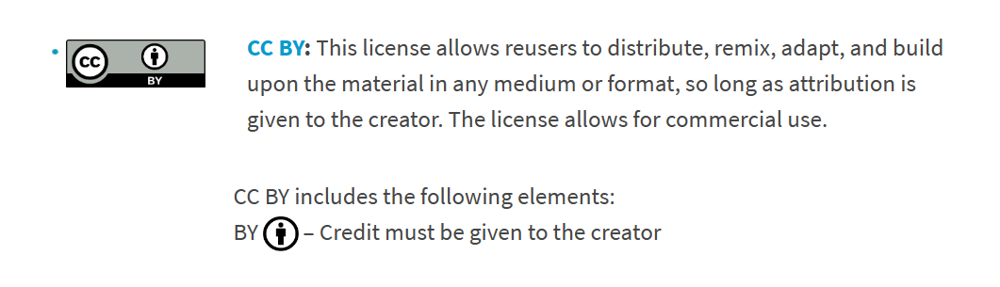 cc
BY
CC BY: This license allows reusers to distribute, remix, adapt, and build
upon the material in any medium or format, so long as attribution is
given to the creator. The license allows for commercial use.
CC BY includes the following elements:
BY – Credit must be given to the creator